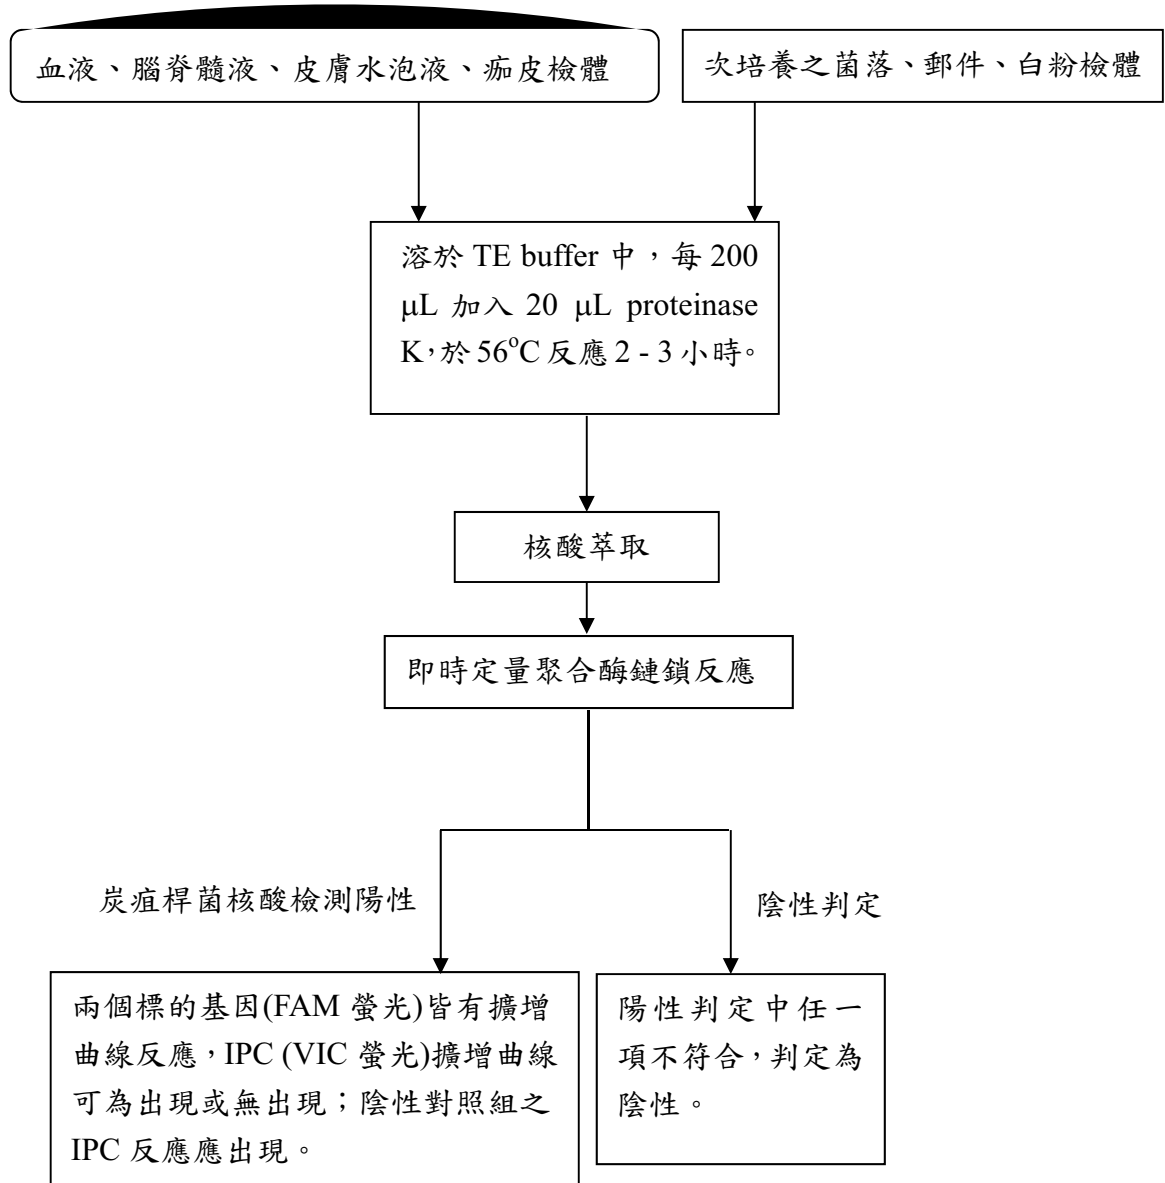 血液、腦脊髓液、皮膚水泡液、痂皮檢體
次培養之菌落、郵件、白粉檢體
溶於 TE buffer 中，每 200
μL 加入 20 μL proteinase
K，於 56°C 反應 2 - 3 小時。
核酸萃取
即時定量聚合酶鏈鎖反應
炭疽桿菌核酸檢測陽性
陰性判定
兩個標的基因(FAM 螢光)皆有擴增
曲線反應，IPC (VIC 螢光)擴增曲線
可為出現或無出現；陰性對照組之
IPC 反應應出現。
陽性判定中任一
項不符合，判定為
陰性。